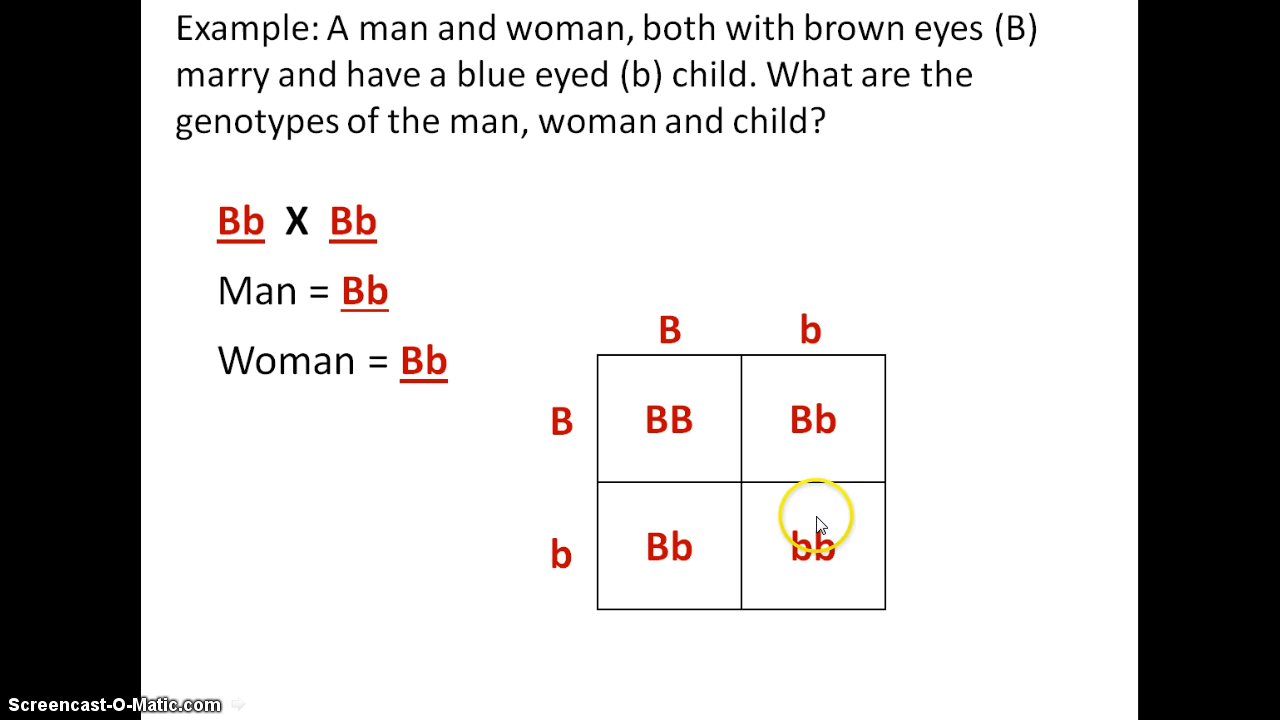 Example: A man and woman, both with brown eyes (B)
marry and have a blue eyed (b) child. What are the
genotypes of the man, woman and child?
Bb X Bb
Man = Bb
Woman = Bb
B b
B BB Bb
b Bb bb
Screencast-O-Matic.com